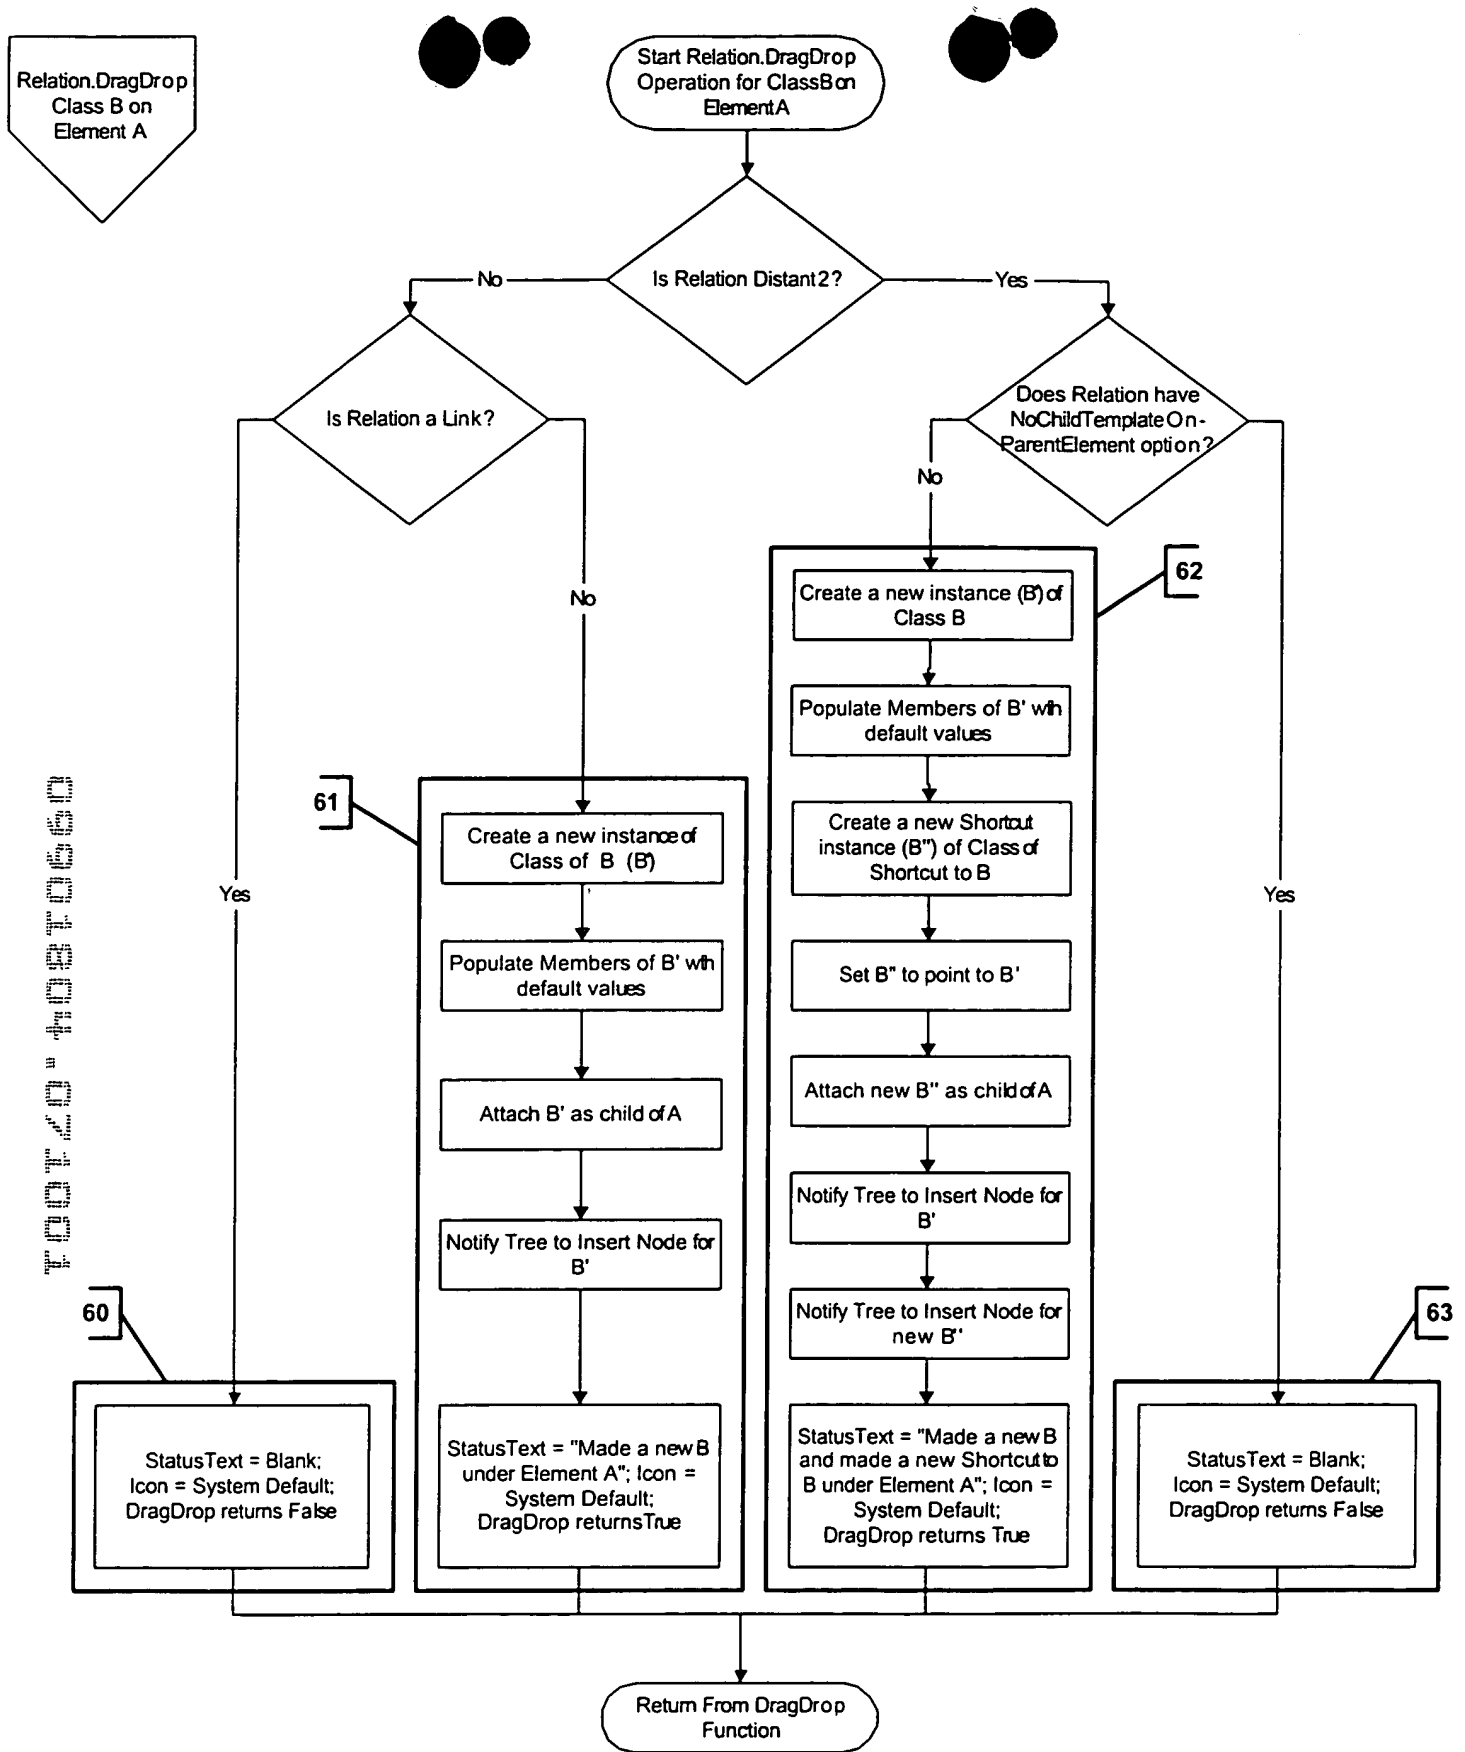 Relation.DragDrop
Class B on
Element A
Start Relation.DragDrop
Operation for ClassB on
Element A
Is Relation Distant2?
No
Yes
Is Relation a Link?
Does Relation have
NoChildTemplateOn-
ParentElement option?
No
No
Yes
Yes
62
Create a new instance (B') of
Class B
Populate Members of B' with
default values
Create a new Shortcut
instance (B'') of Class of
Shortcut to B
Set B'' to point to B'
Attach new B'' as child of A
Notify Tree to Insert Node for
B'
Notify Tree to Insert Node for
new B''
StatusText = "Made a new B
and made a new Shortcut to
B under Element A"; Icon =
System Default;
DragDrop returns True
61
Create a new instance of
Class of B (B')
Populate Members of B' with
default values
Attach B' as child of A
Notify Tree to Insert Node for
B'
StatusText = "Made a new B
under Element A"; Icon =
System Default;
DragDrop returns True
60
StatusText = Blank;
Icon = System Default;
DragDrop returns False
63
StatusText = Blank;
Icon = System Default;
DragDrop returns False
Return From DragDrop
Function
09901804.071001